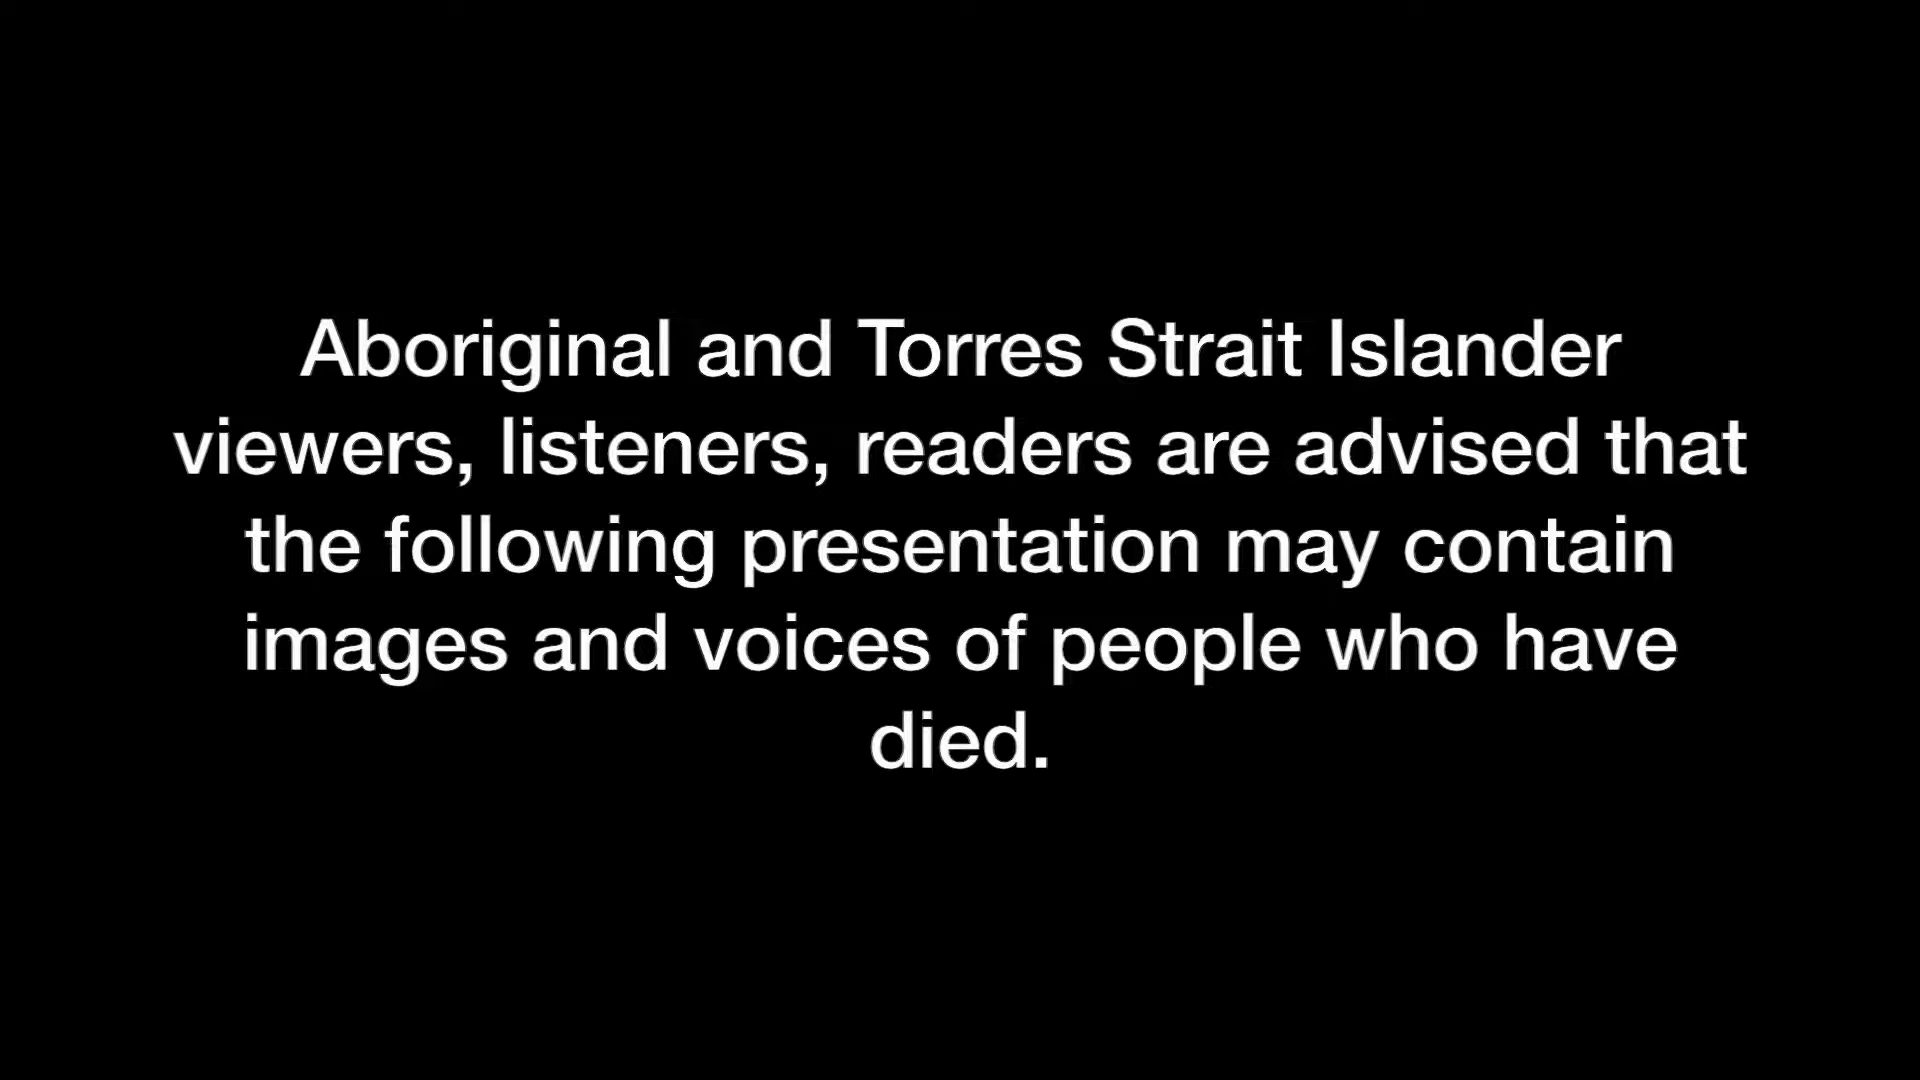 Aboriginal and Torres Strait Islander
viewers, listeners, readers are advised that
the following presentation may contain
images and voices of people who have
died.